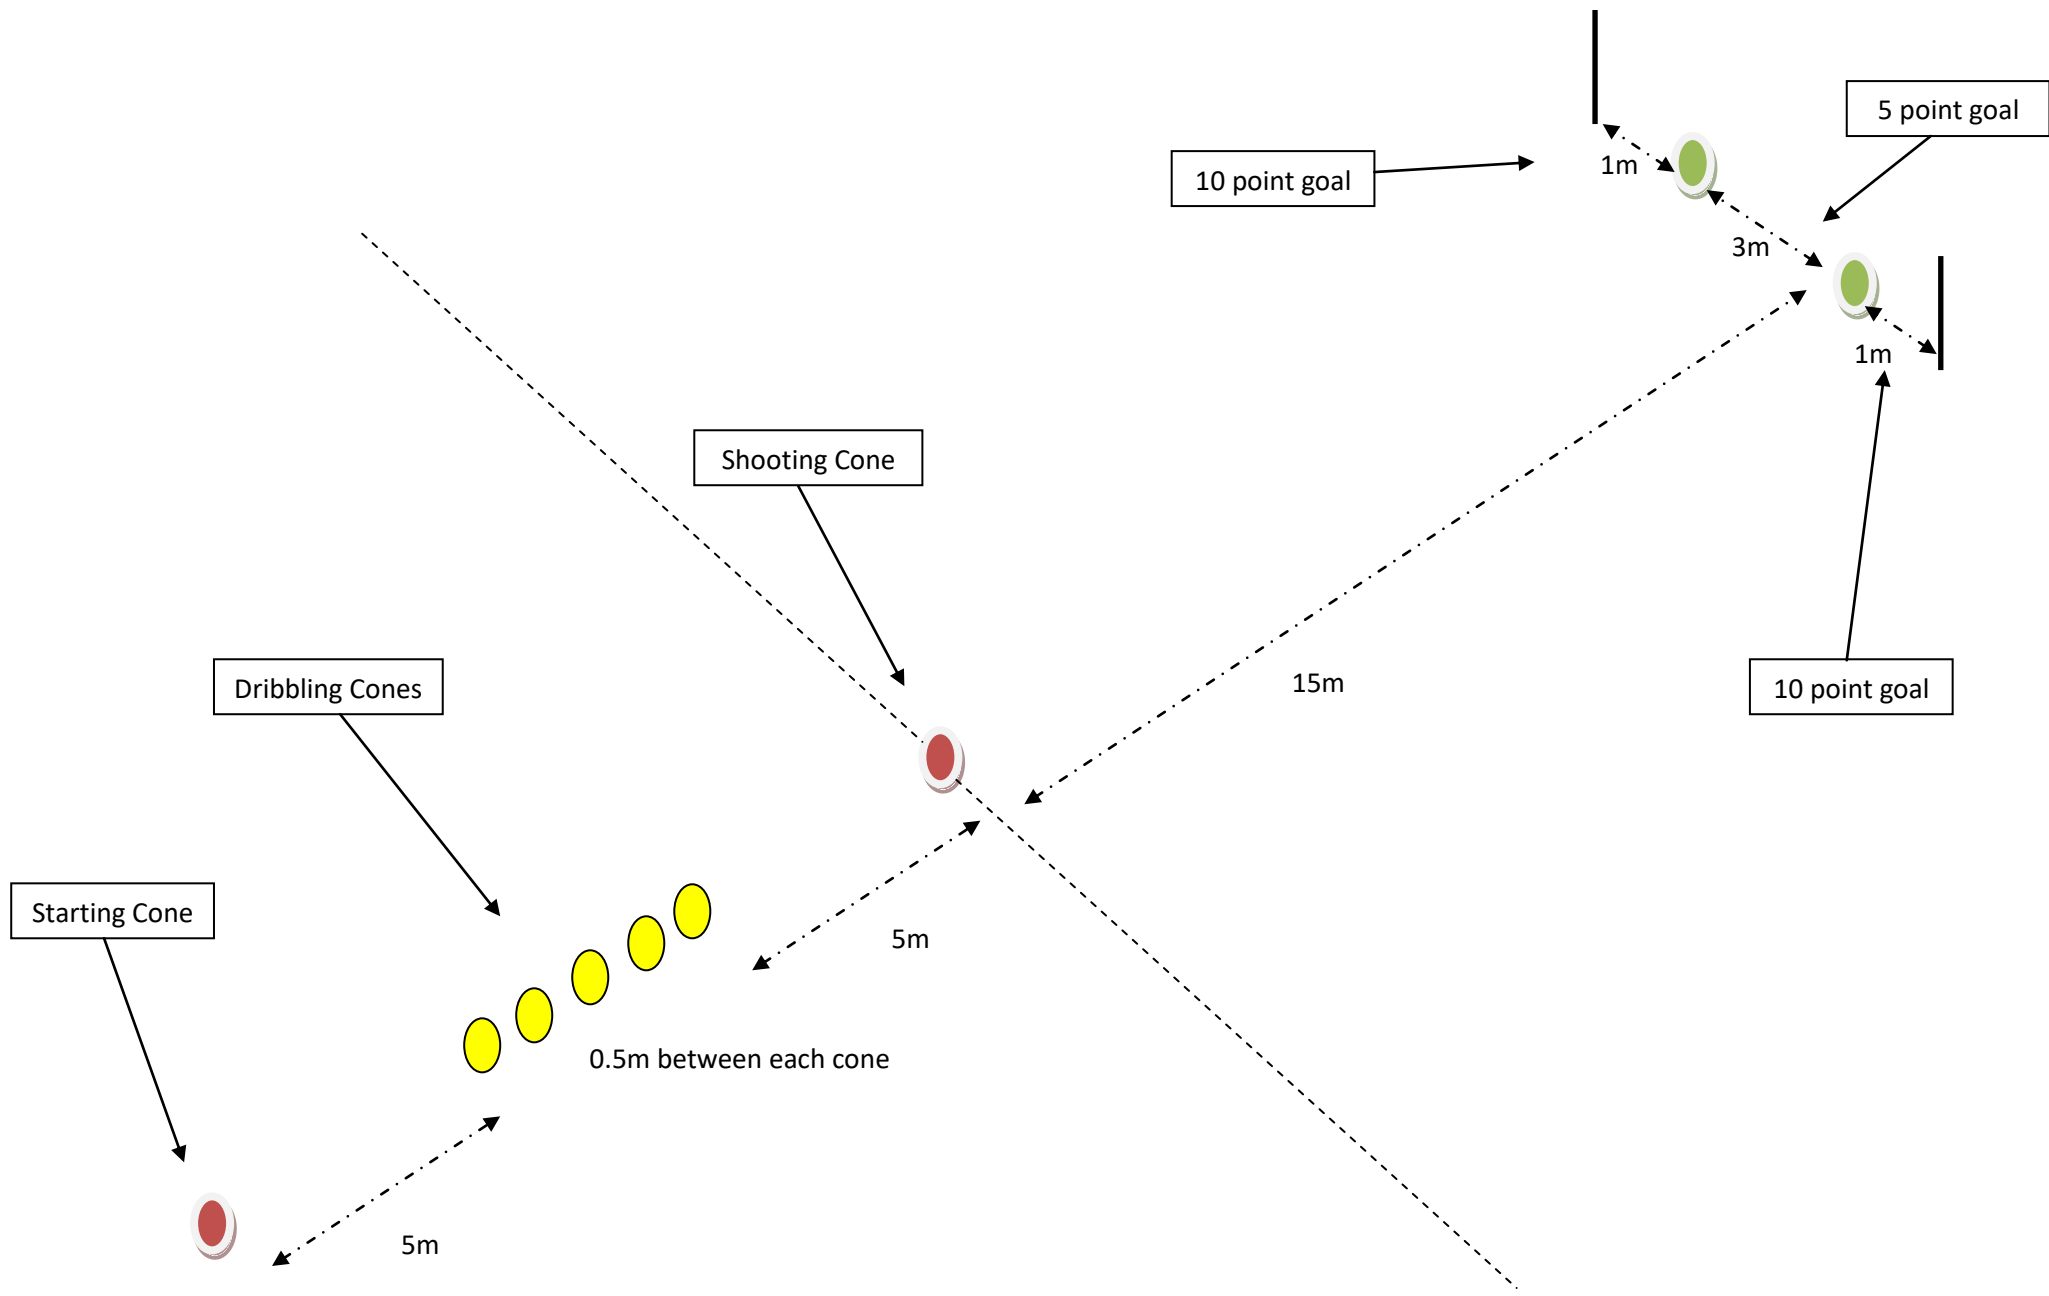 5 point goal
1m
10 point goal
3m
1m
Shooting Cone
15m
Dribbling Cones
10 point goal
Starting Cone
5m
0.5m between each cone
5m